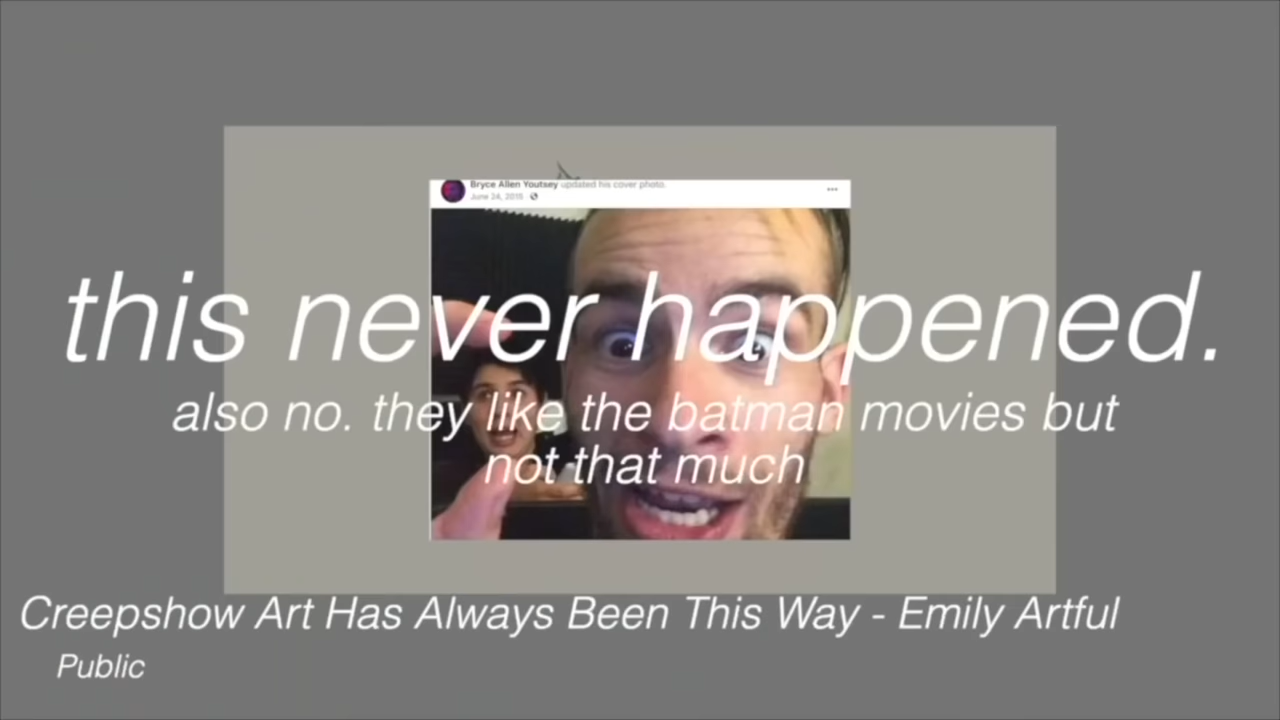 Bryce Allen Youtsey updated his cover photo.
June 24, 2015
this never happened.
also no. they like the batman movies but
not that much
Creepshow Art Has Always Been This Way - Emily Artful
Public